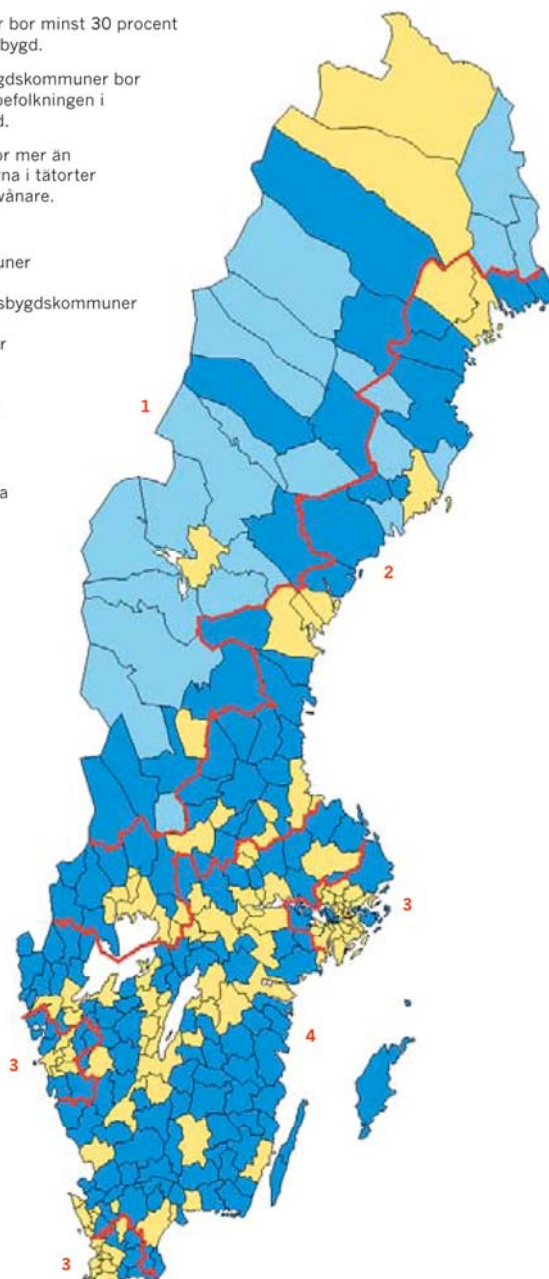 r bor minst 30 procent
bygd.
gdskommuner bor
befolkningen i
d.
or mer än
rna i tätorter
vånare.
uner
sbygdskommuner
r
a
1
2
3
4
3
3